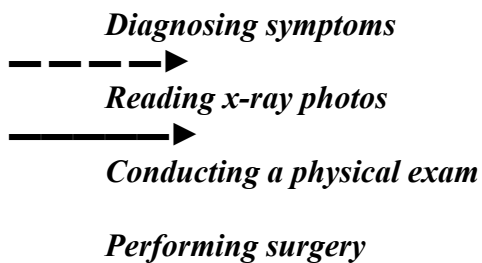 Diagnosing symptoms
Reading x-ray photos
Conducting a physical exam
Performing surgery